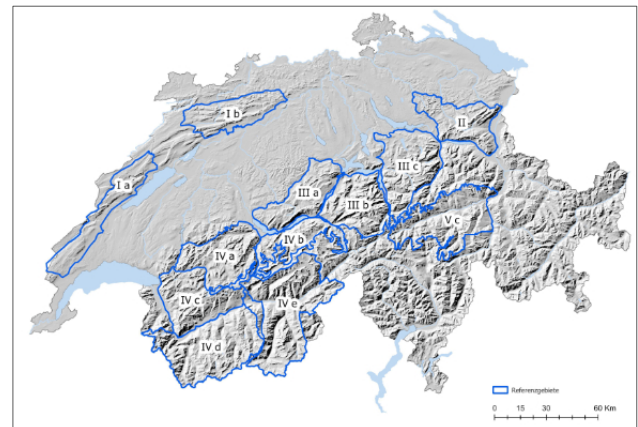 I b
II
I a
III c
III a
III b
V c
IV b
IV a
IV c
IV e
IV d
Referenzgebiete
0 15 30 60 Km